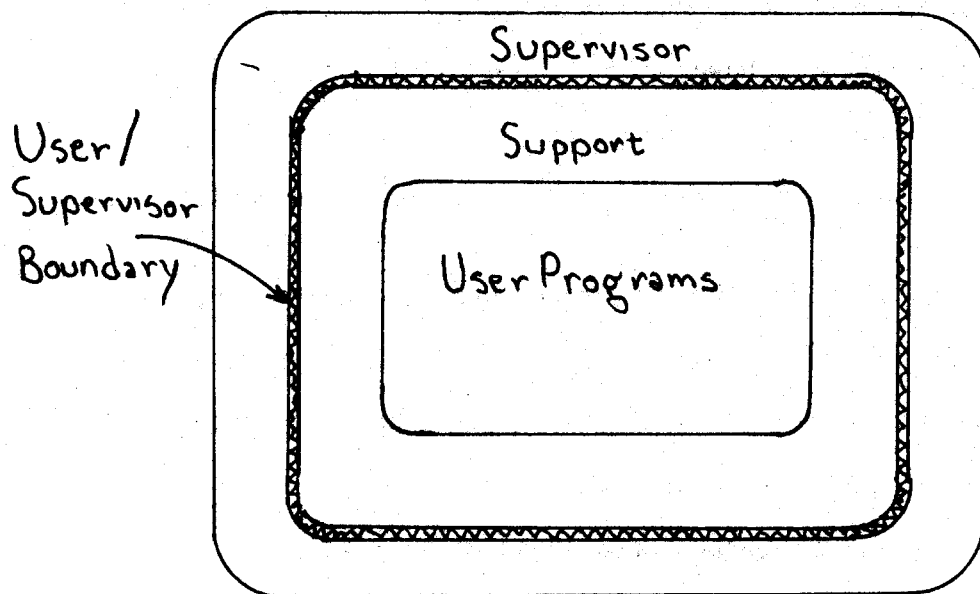 Supervisor
User/
Supervisor
Boundary
Support
User Programs